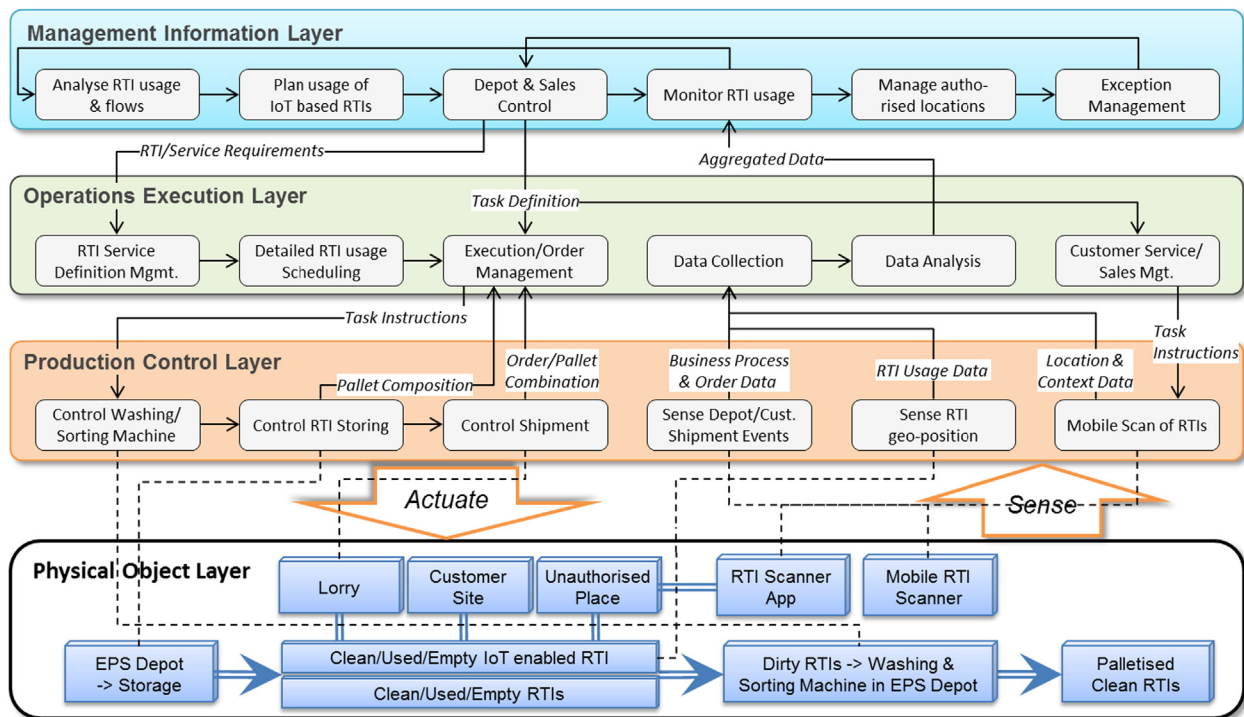 Management Information Layer
Analyse RTI usage
& flows
Plan usage of
IoT based RTIs
Depot & Sales
Control
Monitor RTI usage
Manage autho-
rised locations
Exception
Management
RTI/Service Requirements
Aggregated Data
Operations Execution Layer
Task Definition
RTI Service
Definition Mgmt.
Detailed RTI usage
Scheduling
Execution/Order
Management
Data Collection
Data Analysis
Customer Service/
Sales Mgt.
Task Instructions
Task
Instructions
Production Control Layer
Pallet Composition
Order/Pallet
Combination
Business Process
& Order Data
RTI Usage Data
Location &
Context Data
Control Washing/
Sorting Machine
Control RTI Storing
Control Shipment
Sense Depot/Cust.
Shipment Events
Sense RTI
geo-position
Mobile Scan of RTIs
Actuate
Sense
Physical Object Layer
Lorry
Customer
Site
Unauthorised
Place
RTI Scanner
App
Mobile RTI
Scanner
EPS Depot
-> Storage
Clean/Used/Empty IoT enabled RTI
Clean/Used/Empty RTIs
Dirty RTIs -> Washing &
Sorting Machine in EPS Depot
Palletised
Clean RTIs